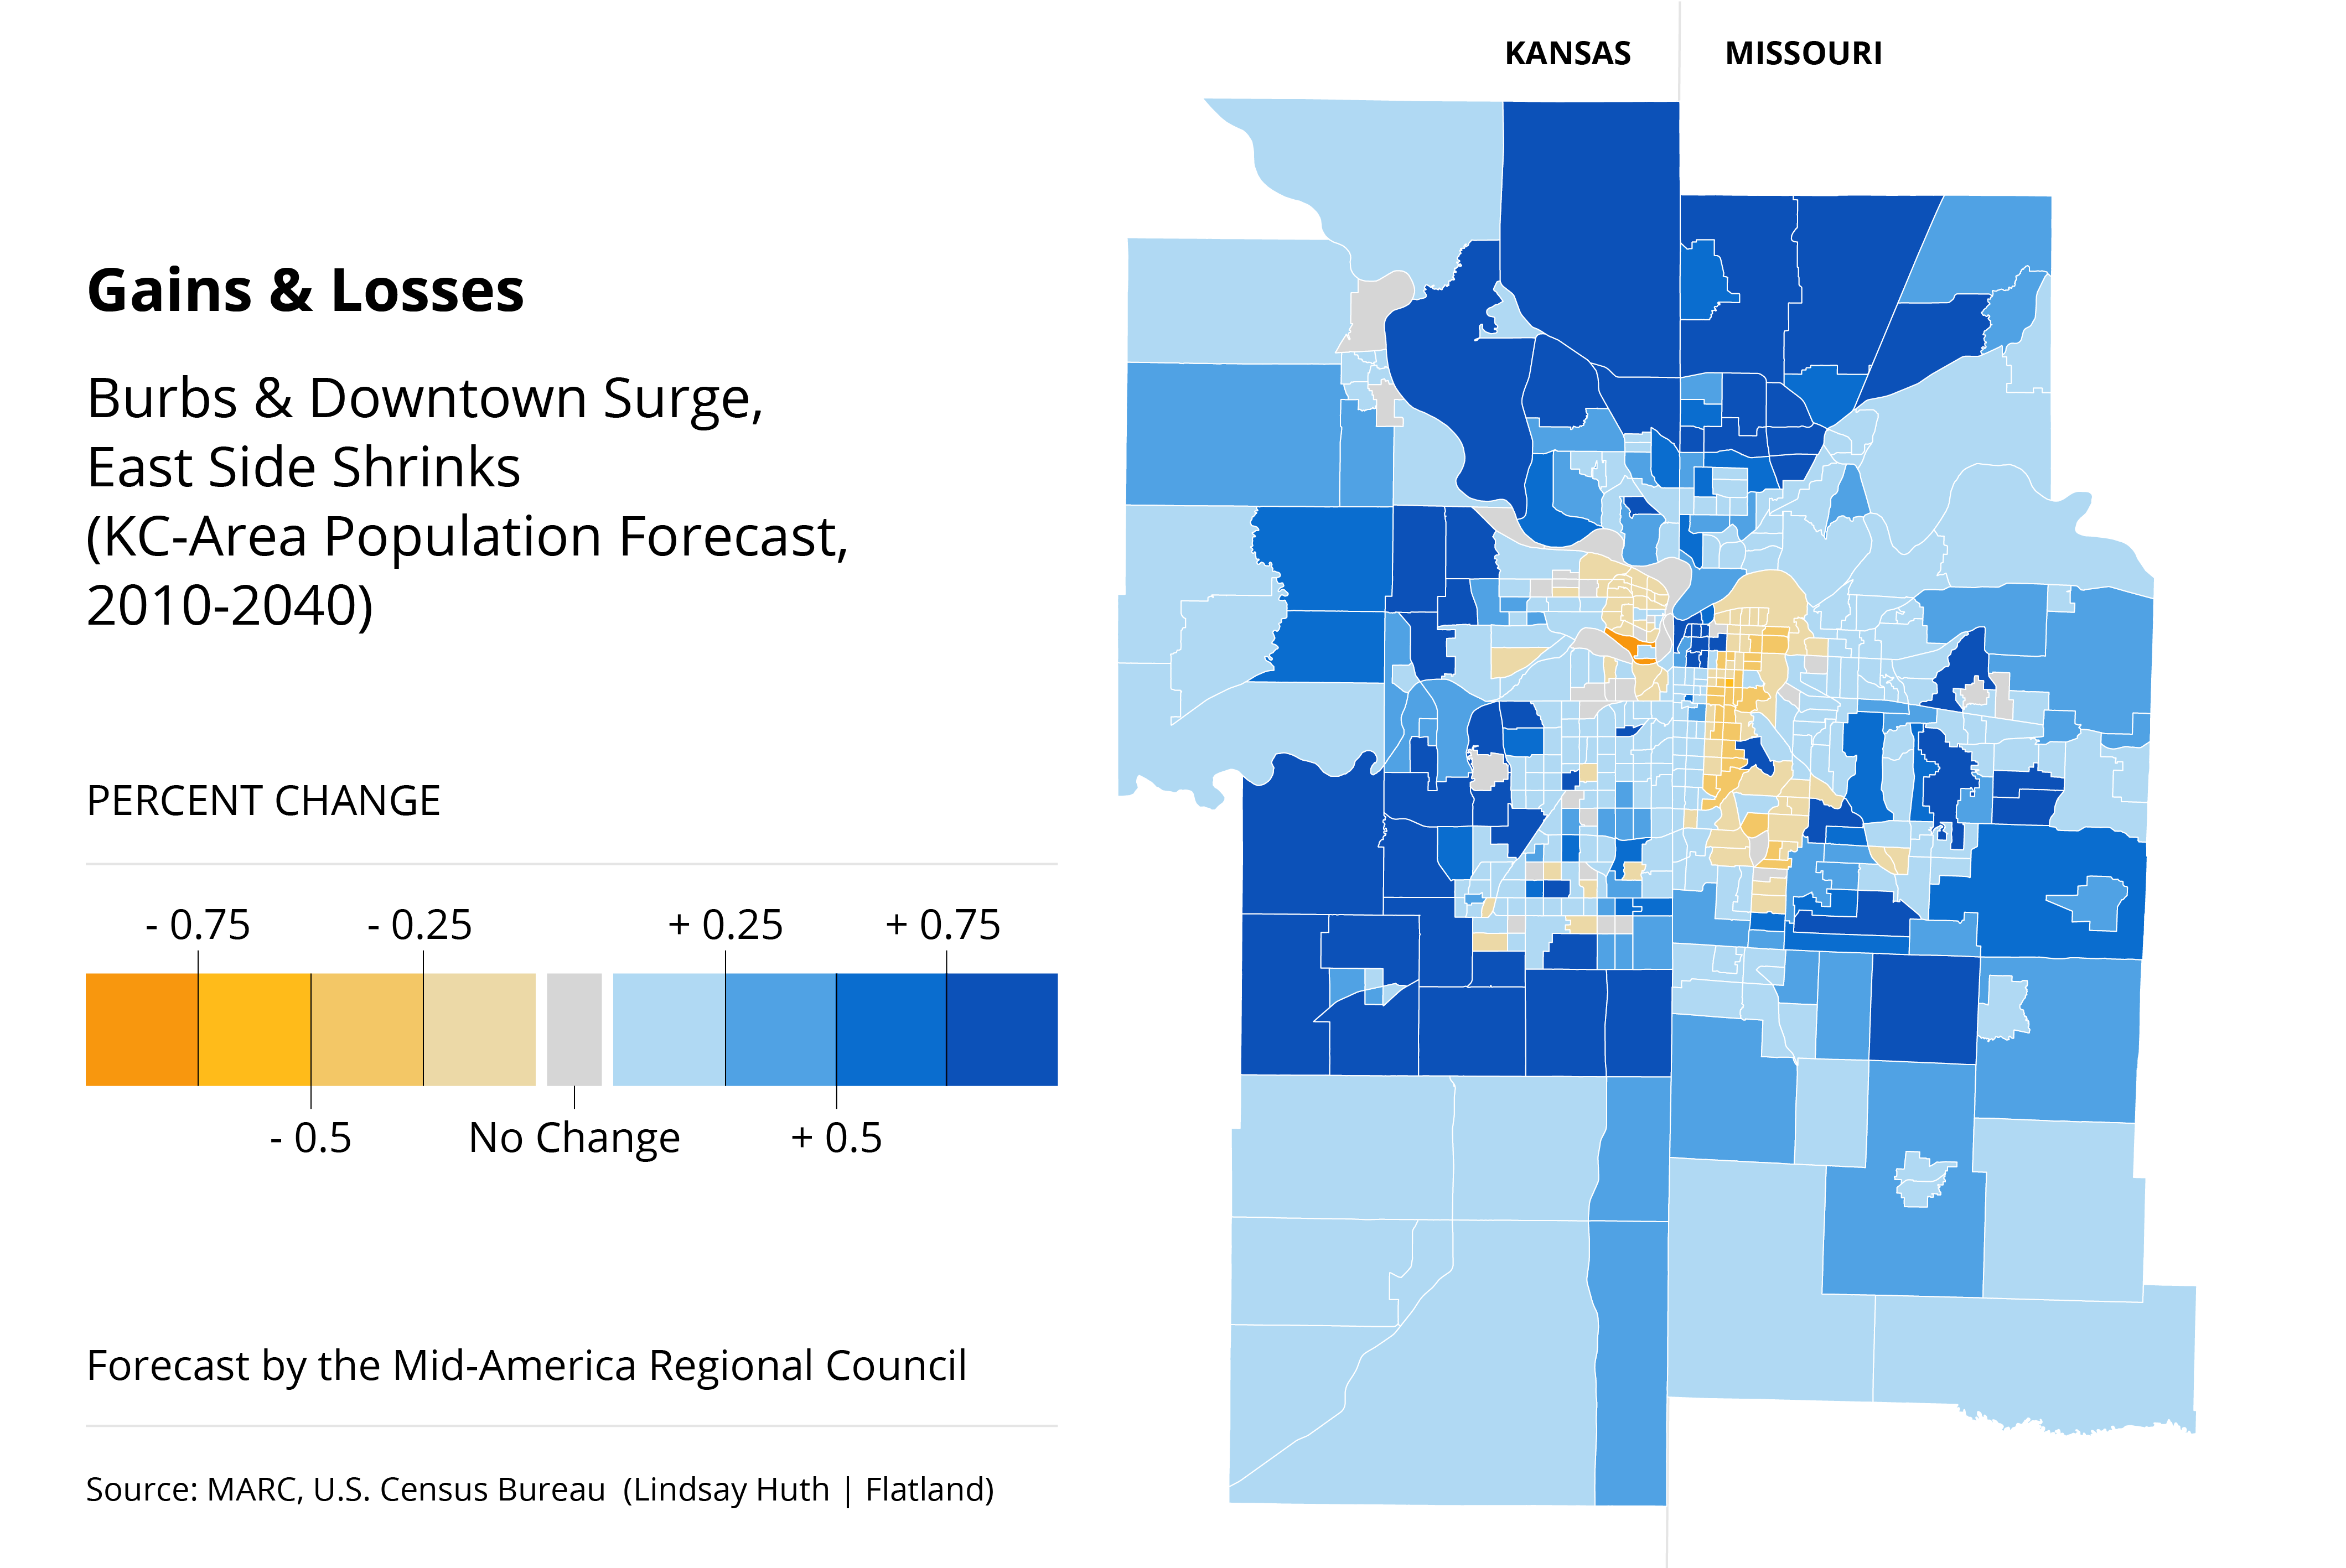 KANSAS
MISSOURI
Gains & Losses
Burbs & Downtown Surge,
East Side Shrinks
(KC-Area Population Forecast,
2010-2040)
PERCENT CHANGE
- 0.75
- 0.25
+ 0.25
+ 0.75
- 0.5
No Change
+ 0.5
Forecast by the Mid-America Regional Council
Source: MARC, U.S. Census Bureau (Lindsay Huth | Flatland)